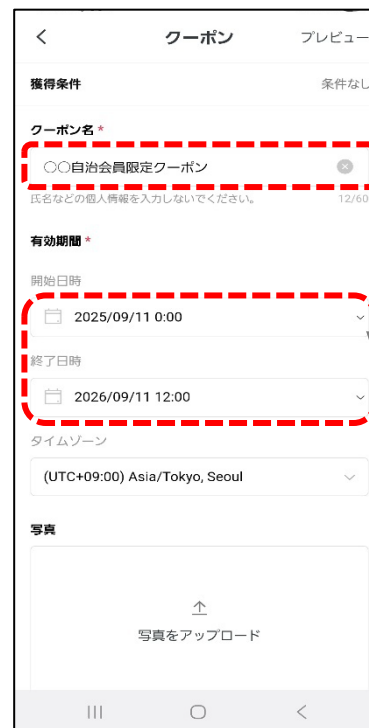 クーポン
プレビュー
獲得条件
条件なし
クーポン名 *
○○自治会員限定クーポン
氏名などの個人情報を入力しないでください。
12/60
有効期間 *
開始日時
2025/09/11 0:00
終了日時
2026/09/11 12:00
タイムゾーン
(UTC+09:00) Asia/Tokyo, Seoul
写真
写真をアップロード